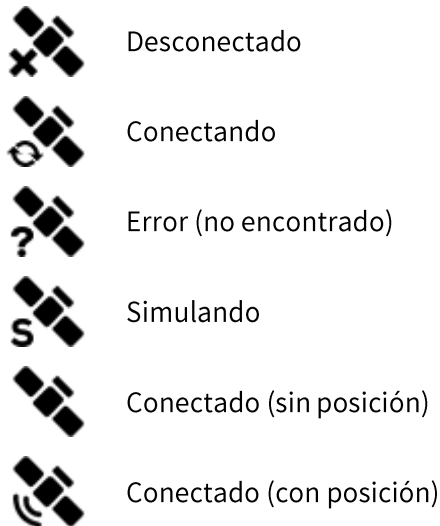 Desconectado
Conectando
? Error (no encontrado)
S Simulando
Conectado (sin posición)
Conectado (con posición)